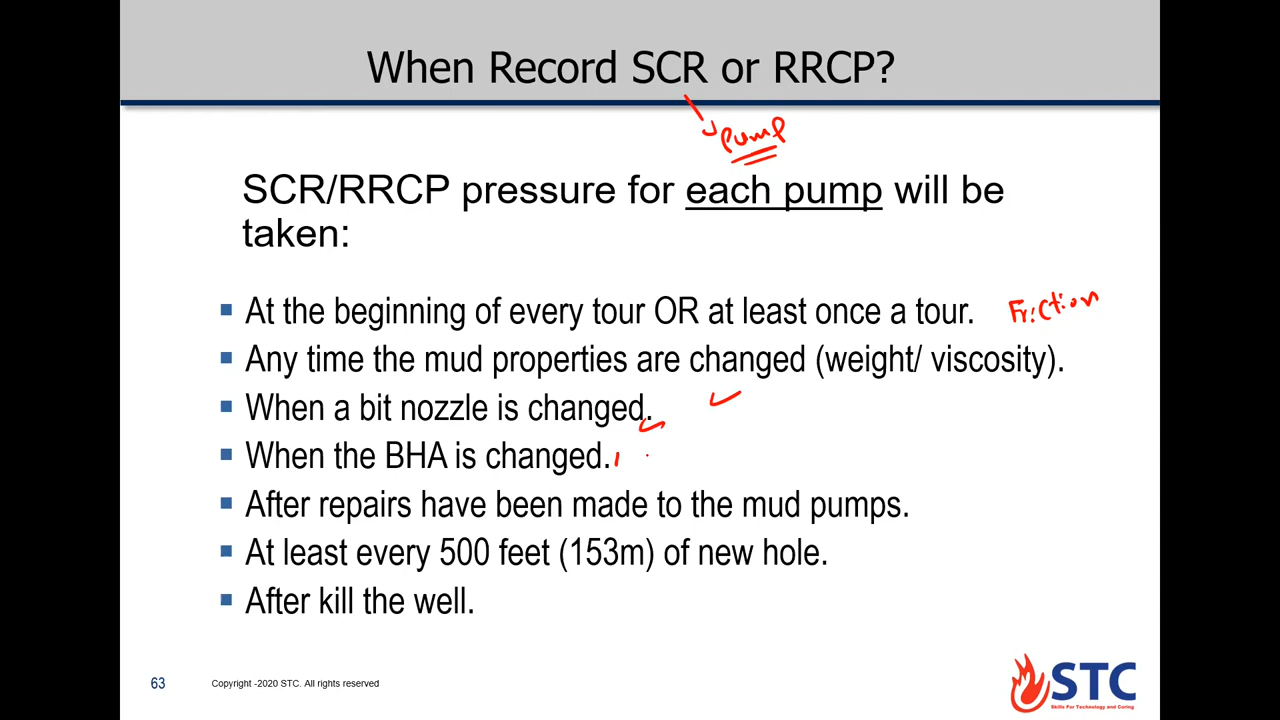 When Record SCR or RRCP?
pump
SCR/RRCP pressure for each pump will be
taken:
▪ At the beginning of every tour OR at least once a tour. Friction
▪ Any time the mud properties are changed (weight/ viscosity).
▪ When a bit nozzle is changed.
▪ When the BHA is changed.
▪ After repairs have been made to the mud pumps.
▪ At least every 500 feet (153m) of new hole.
▪ After kill the well.
63
Copyright -2020 STC. All rights reserved
STC
Skills For Technology and Coring